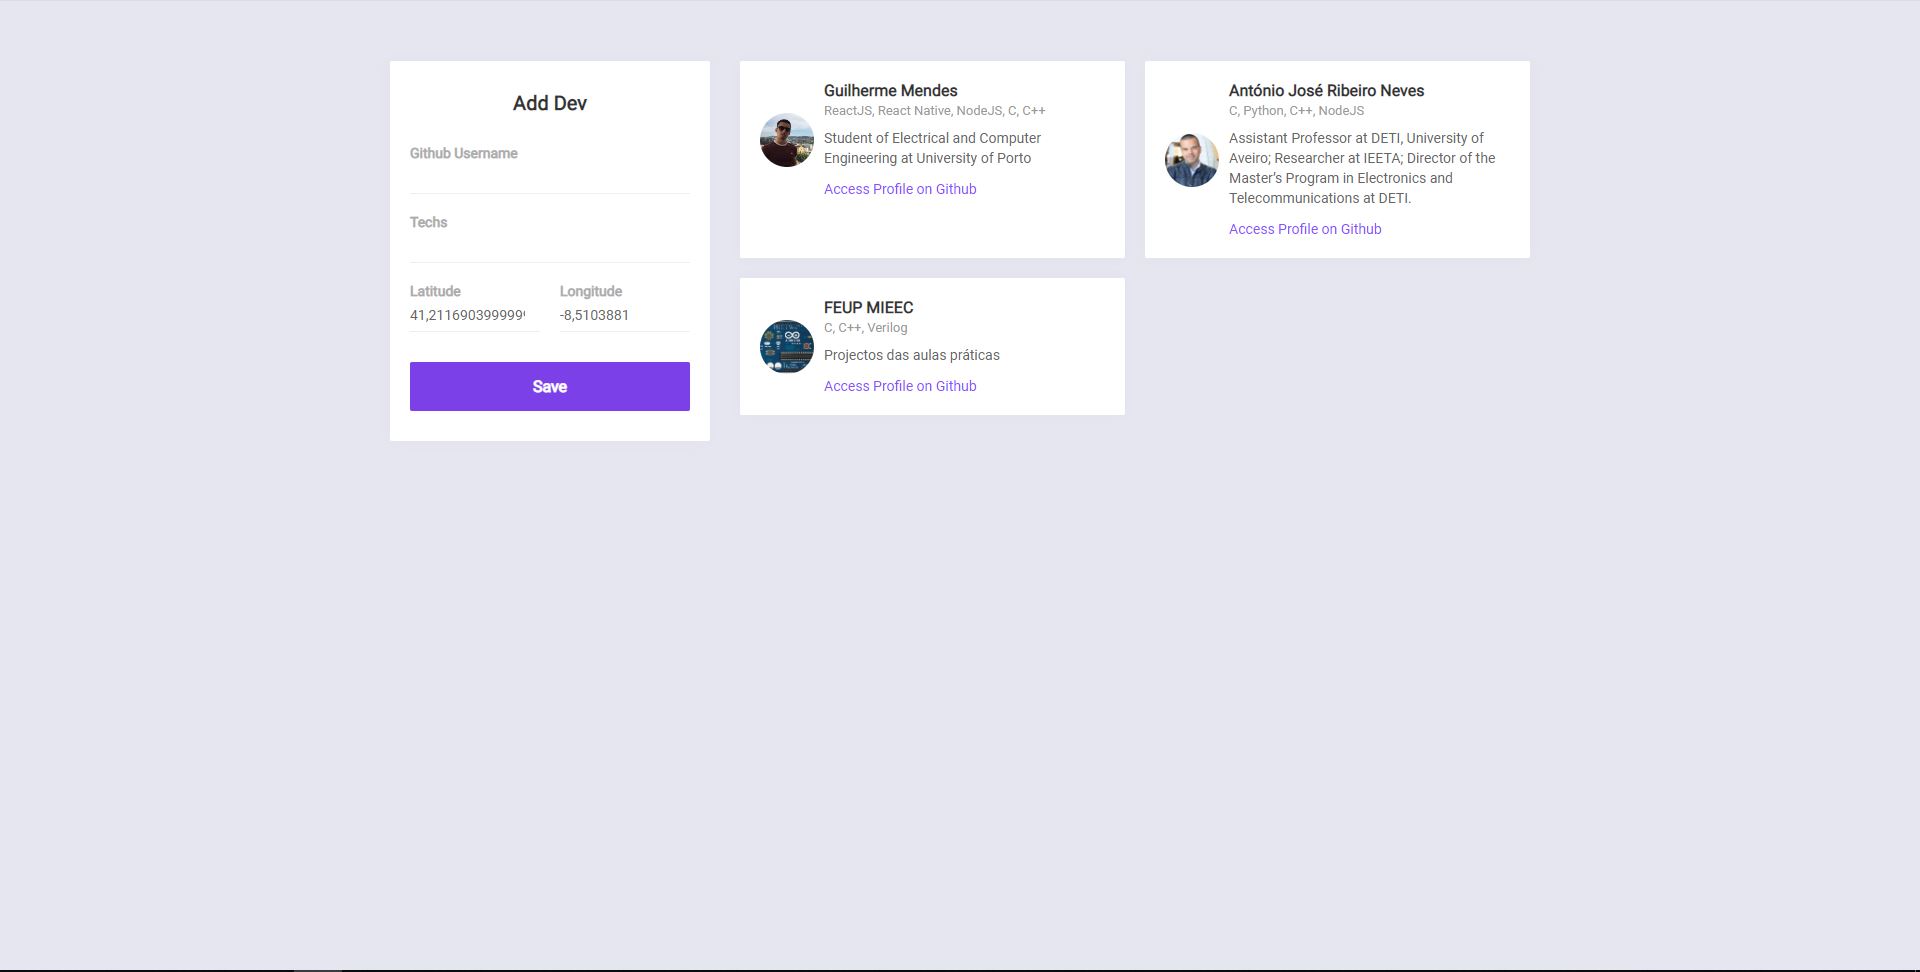 Add Dev
Github Username
Techs
Latitude
Longitude
41,211690399999
-8,5103881
Save
Guilherme Mendes
ReactJS, React Native, NodeJS, C, C++
Student of Electrical and Computer
Engineering at University of Porto
Access Profile on Github
António José Ribeiro Neves
C, Python, C++, NodeJS
Assistant Professor at DETI, University of
Aveiro; Researcher at IEETA; Director of the
Master's Program in Electronics and
Telecommunications at DETI.
Access Profile on Github
FEUP MIEEC
C, C++, Verilog
Projectos das aulas práticas
Access Profile on Github